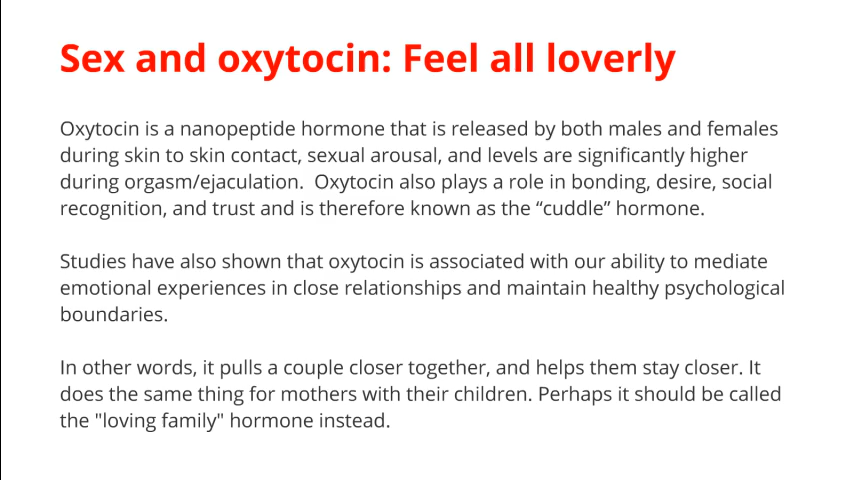 Sex and oxytocin: Feel all loverly
Oxytocin is a nanopeptide hormone that is released by both males and females
during skin to skin contact, sexual arousal, and levels are significantly higher
during orgasm/ejaculation.  Oxytocin also plays a role in bonding, desire, social
recognition, and trust and is therefore known as the “cuddle” hormone.
Studies have also shown that oxytocin is associated with our ability to mediate
emotional experiences in close relationships and maintain healthy psychological
boundaries.
In other words, it pulls a couple closer together, and helps them stay closer. It
does the same thing for mothers with their children. Perhaps it should be called
the "loving family" hormone instead.